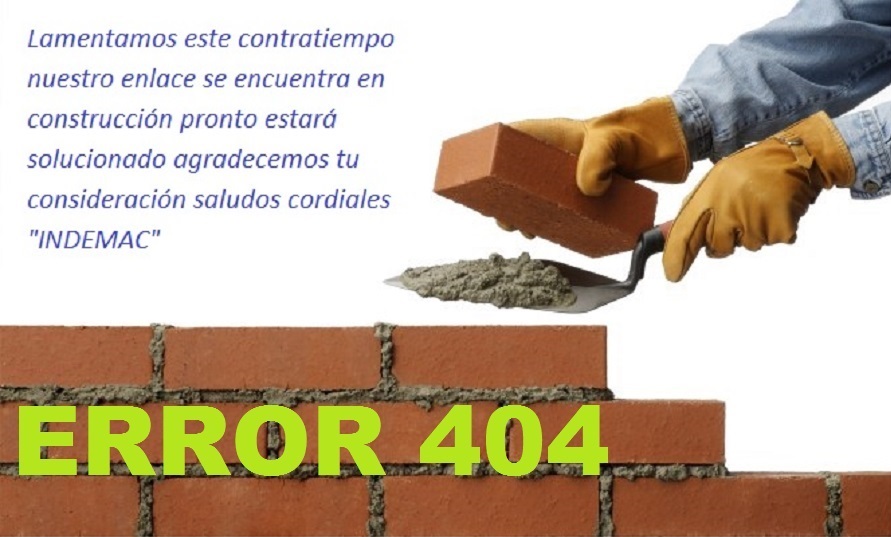 Lamentamos este contratiempo
nuestro enlace se encuentra en
construcción pronto estará
solucionado agradecemos tu
consideración saludos cordiales
"INDEMAC"
ERROR 404